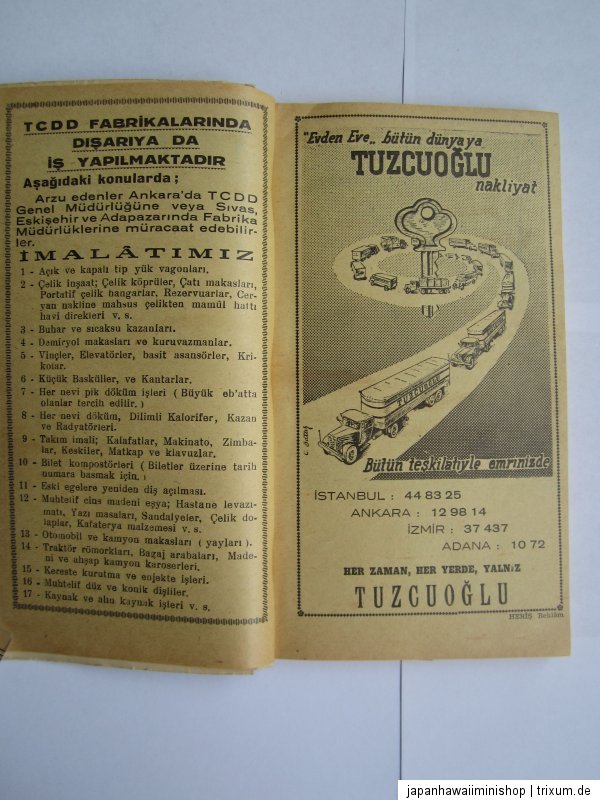 TCDD FABRİKALARINDA
DIŞARIYA DA
İŞ YAPILMAKTADIR
Aşağıdaki konularda ;
Arzu edenler Ankara'da TCDD
Genel Müdürlüğüne veya Sıvas,
Eskişehir ve Adapazarında Fabrika
Müdürlüklerine müracaat edebilir-
ler.
İMALÂTIMIZ
1 - Açık ve kapalı tip yük vagonları.
2 - Çelik inşaat; Çelik köprüler, Çatı makasları,
Portatif çelik hangarlar, Rezervuarlar, Cer-
yan nakline mahsus çelikten mamül hattı
havi direkleri v. s.
3 - Buhar ve sıcaksu kazanları.
4 - Demiryol makasları ve kuruvazmanlar.
5 - Vinçler, Elevatörler, basit asansörler, Kri-
kolar.
6 - Küçük Basküller, ve Kantarlar.
7 - Her nevi pik döküm işleri ( Büyük eb'atta
olanlar tercih edilir. )
8 - Her nevi döküm, Dilimli Kalorifer, Kazan
ve Radyatörleri.
9 - Takım imali; Kalafatlar, Makinato, Zımba-
lar, Keskiler, Matkap ve klavuzlar.
10 - Bilet kompostörleri ( Biletler üzerine tarih
numara basmak için. )
11 - Eski egelere yeniden diş açılması.
12 - Muhtelif cins madeni eşya; Hastane levazı-
matı, Yazı masaları, Sandalyeler, Çelik do-
laplar, Kafaterya malzemesi v. s.
13 - Otomobil ve kamyon makasları ( yayları ).
14 - Traktör römorkları, Bagaj arabaları, Made-
ni ve ahşap kamyon karoserleri.
15 - Kereste kurutma ve enjekte işleri.
16 - Muhtelif düz ve konik dişliler.
17 - Kaynak ve alın kaynak işleri v. s.
"Evden Eve,, bütün dünyaya
TUZCUOĞLU
nakliyat
TUZCUOĞLU
Bütün teşkilatiyle emrinizde
İSTANBUL : 44 83 25
ANKARA : 12 98 14
İZMİR : 37 437
ADANA : 10 72
HER ZAMAN, HER YERDE, YALNIZ
TUZCUOĞLU
HERİŞ Reklâm
japanhawaiiminishop | trixum.de